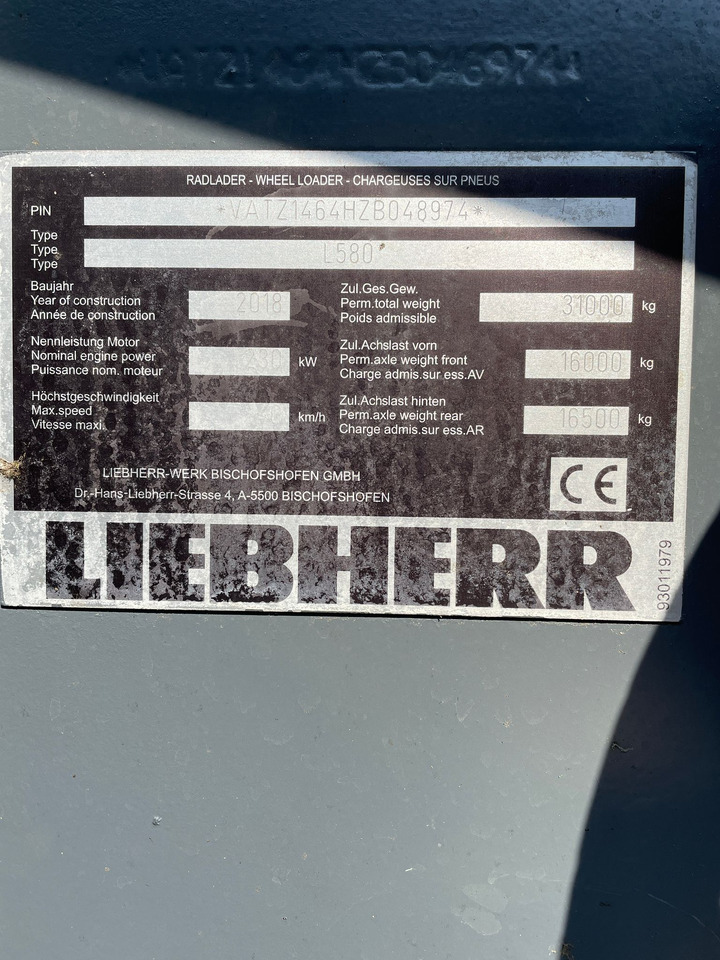 RADLADER - WHEEL LOADER - CHARGEUSES SUR PNEUS
PIN *VATZ1464HZB048974*
Type
Type L580
Type
Baujahr
Year of construction 2018
Année de construction
Zul.Ges.Gew.
Perm.total weight 31000 kg
Poids admissible
Nennleistung Motor
Nominal engine power 230 kW
Puissance nom. moteur
Zul.Achslast vorn
Perm.axle weight front 16000 kg
Charge admis.sur ess.AV
Höchstgeschwindigkeit
Max.speed km/h
Vitesse maxi.
Zul.Achslast hinten
Perm.axle weight rear 16500 kg
Charge admis.sur ess.AR
LIEBHERR-WERK BISCHOFSHOFEN GMBH
Dr.-Hans-Liebherr-Strasse 4, A-5500 BISCHOFSHOFEN
CE
LIEBHERR
93011979